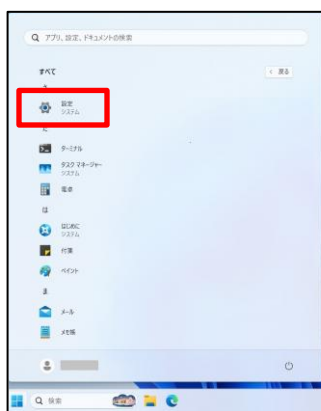 アプリ、設定、ドキュメントの検索
すべて
< 戻る
さ
設定
システム
た
ターミナル
タスク マネージャー
システム
電卓
は
はじめに
システム
付箋
ペイント
ま
メール
メモ帳
検索